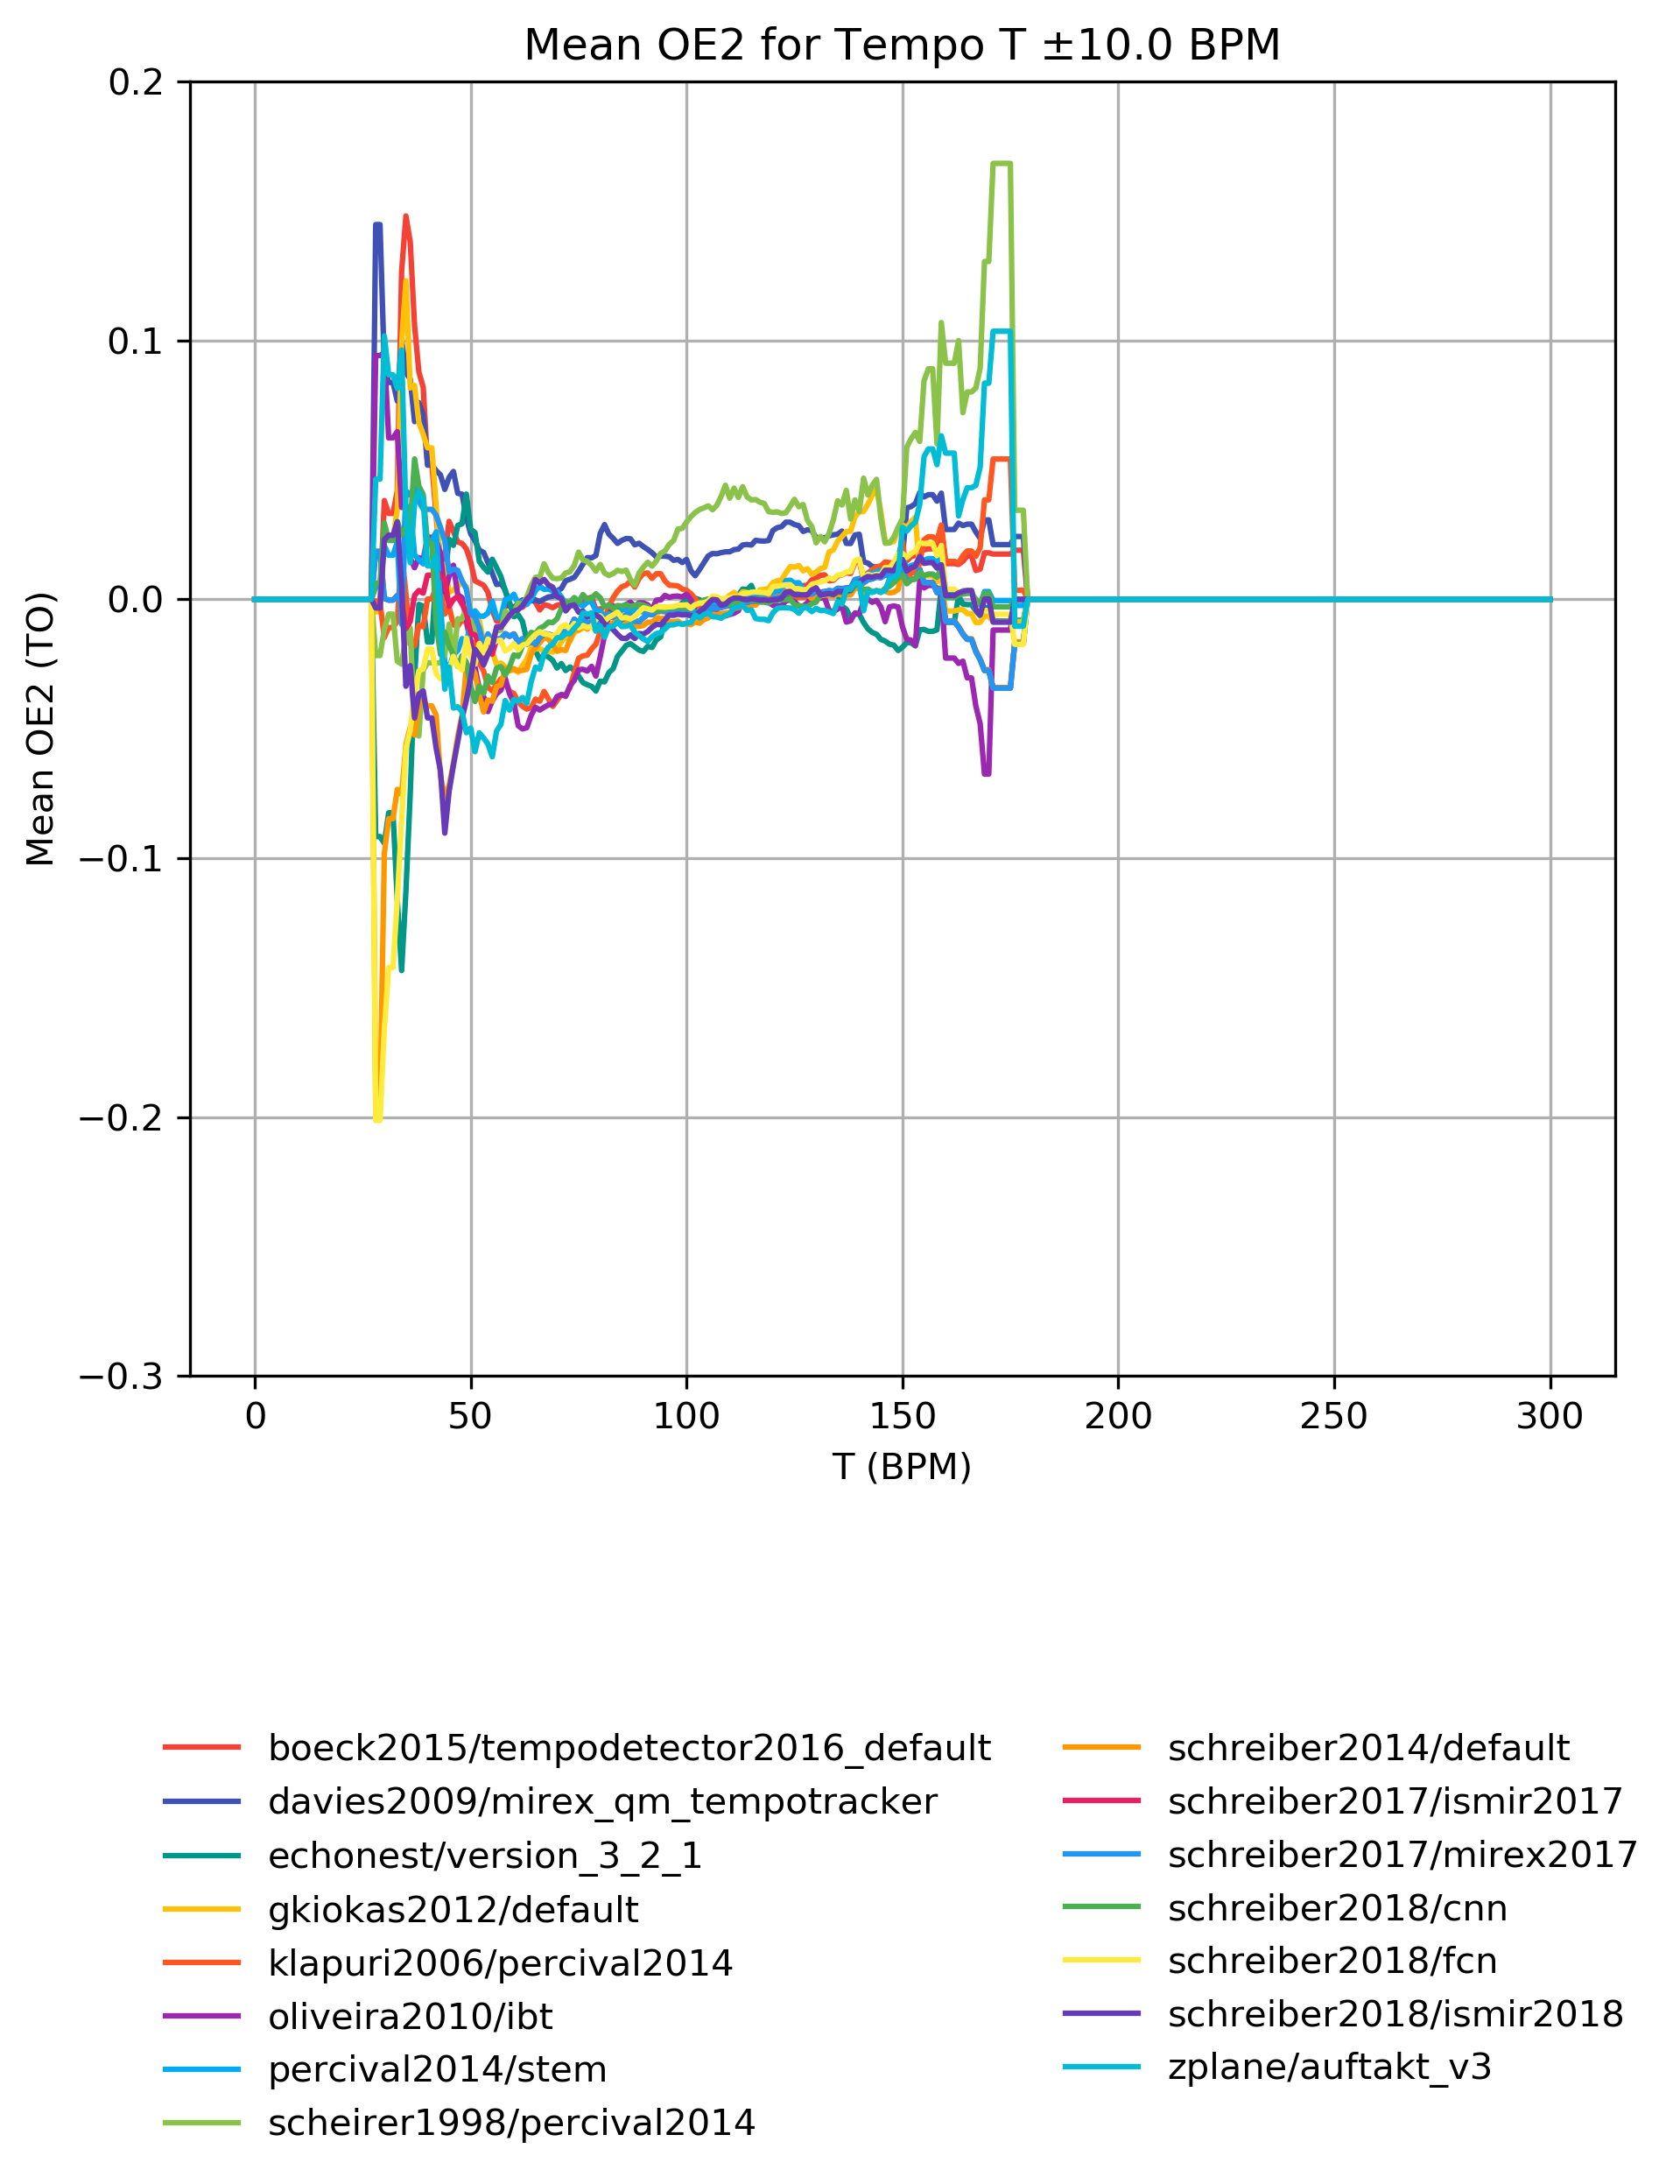 Mean OE2 for Tempo T ±10.0 BPM
0.2
0.1
0.0
−0.1
−0.2
−0.3
Mean OE2 (TO)
0 50 100 150 200 250 300
T (BPM)
boeck2015/tempodetector2016_default
davies2009/mirex_qm_tempotracker
echonest/version_3_2_1
gkiokas2012/default
klapuri2006/percival2014
oliveira2010/ibt
percival2014/stem
scheirer1998/percival2014
schreiber2014/default
schreiber2017/ismir2017
schreiber2017/mirex2017
schreiber2018/cnn
schreiber2018/fcn
schreiber2018/ismir2018
zplane/auftakt_v3